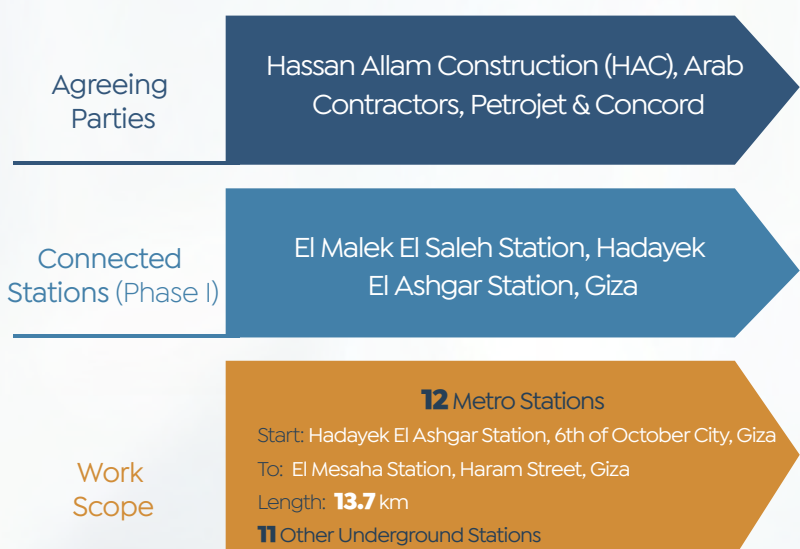 Agreeing
Parties
Hassan Allam Construction (HAC), Arab
Contractors, Petrojet & Concord
Connected
Stations (Phase I)
El Malek El Saleh Station, Hadayek
El Ashgar Station, Giza
Work
Scope
12 Metro Stations
Start: Hadayek El Ashgar Station, 6th of October City, Giza
To: El Mesaha Station, Haram Street, Giza
Length: 13.7 km
11 Other Underground Stations